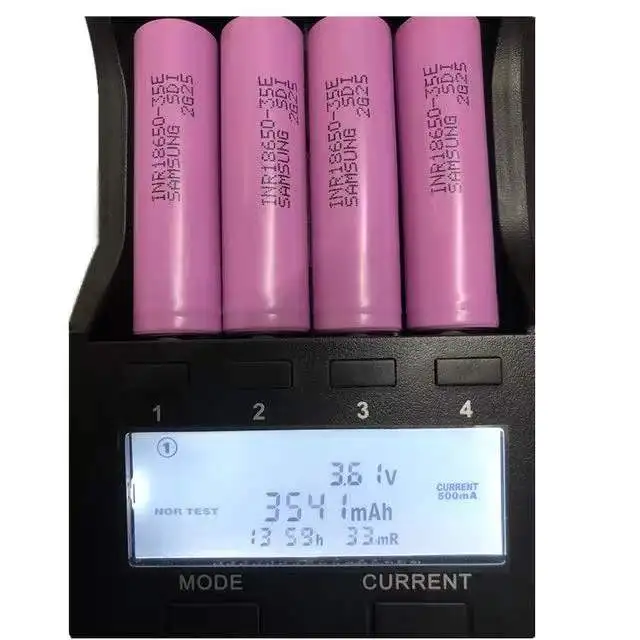 INR18650-35E
SAMSUNG SDI
2G25
INR18650-35E
SAMSUNG SDI
2G25
INR18650-35E
SAMSUNG SDI
2G25
INR18650-35E
SAMSUNG SDI
2G25
1 2 3 4
1
3.61v
CURRENT
500mA
NOR TEST
3541mAh
13 59h 33mR
MODE CURRENT